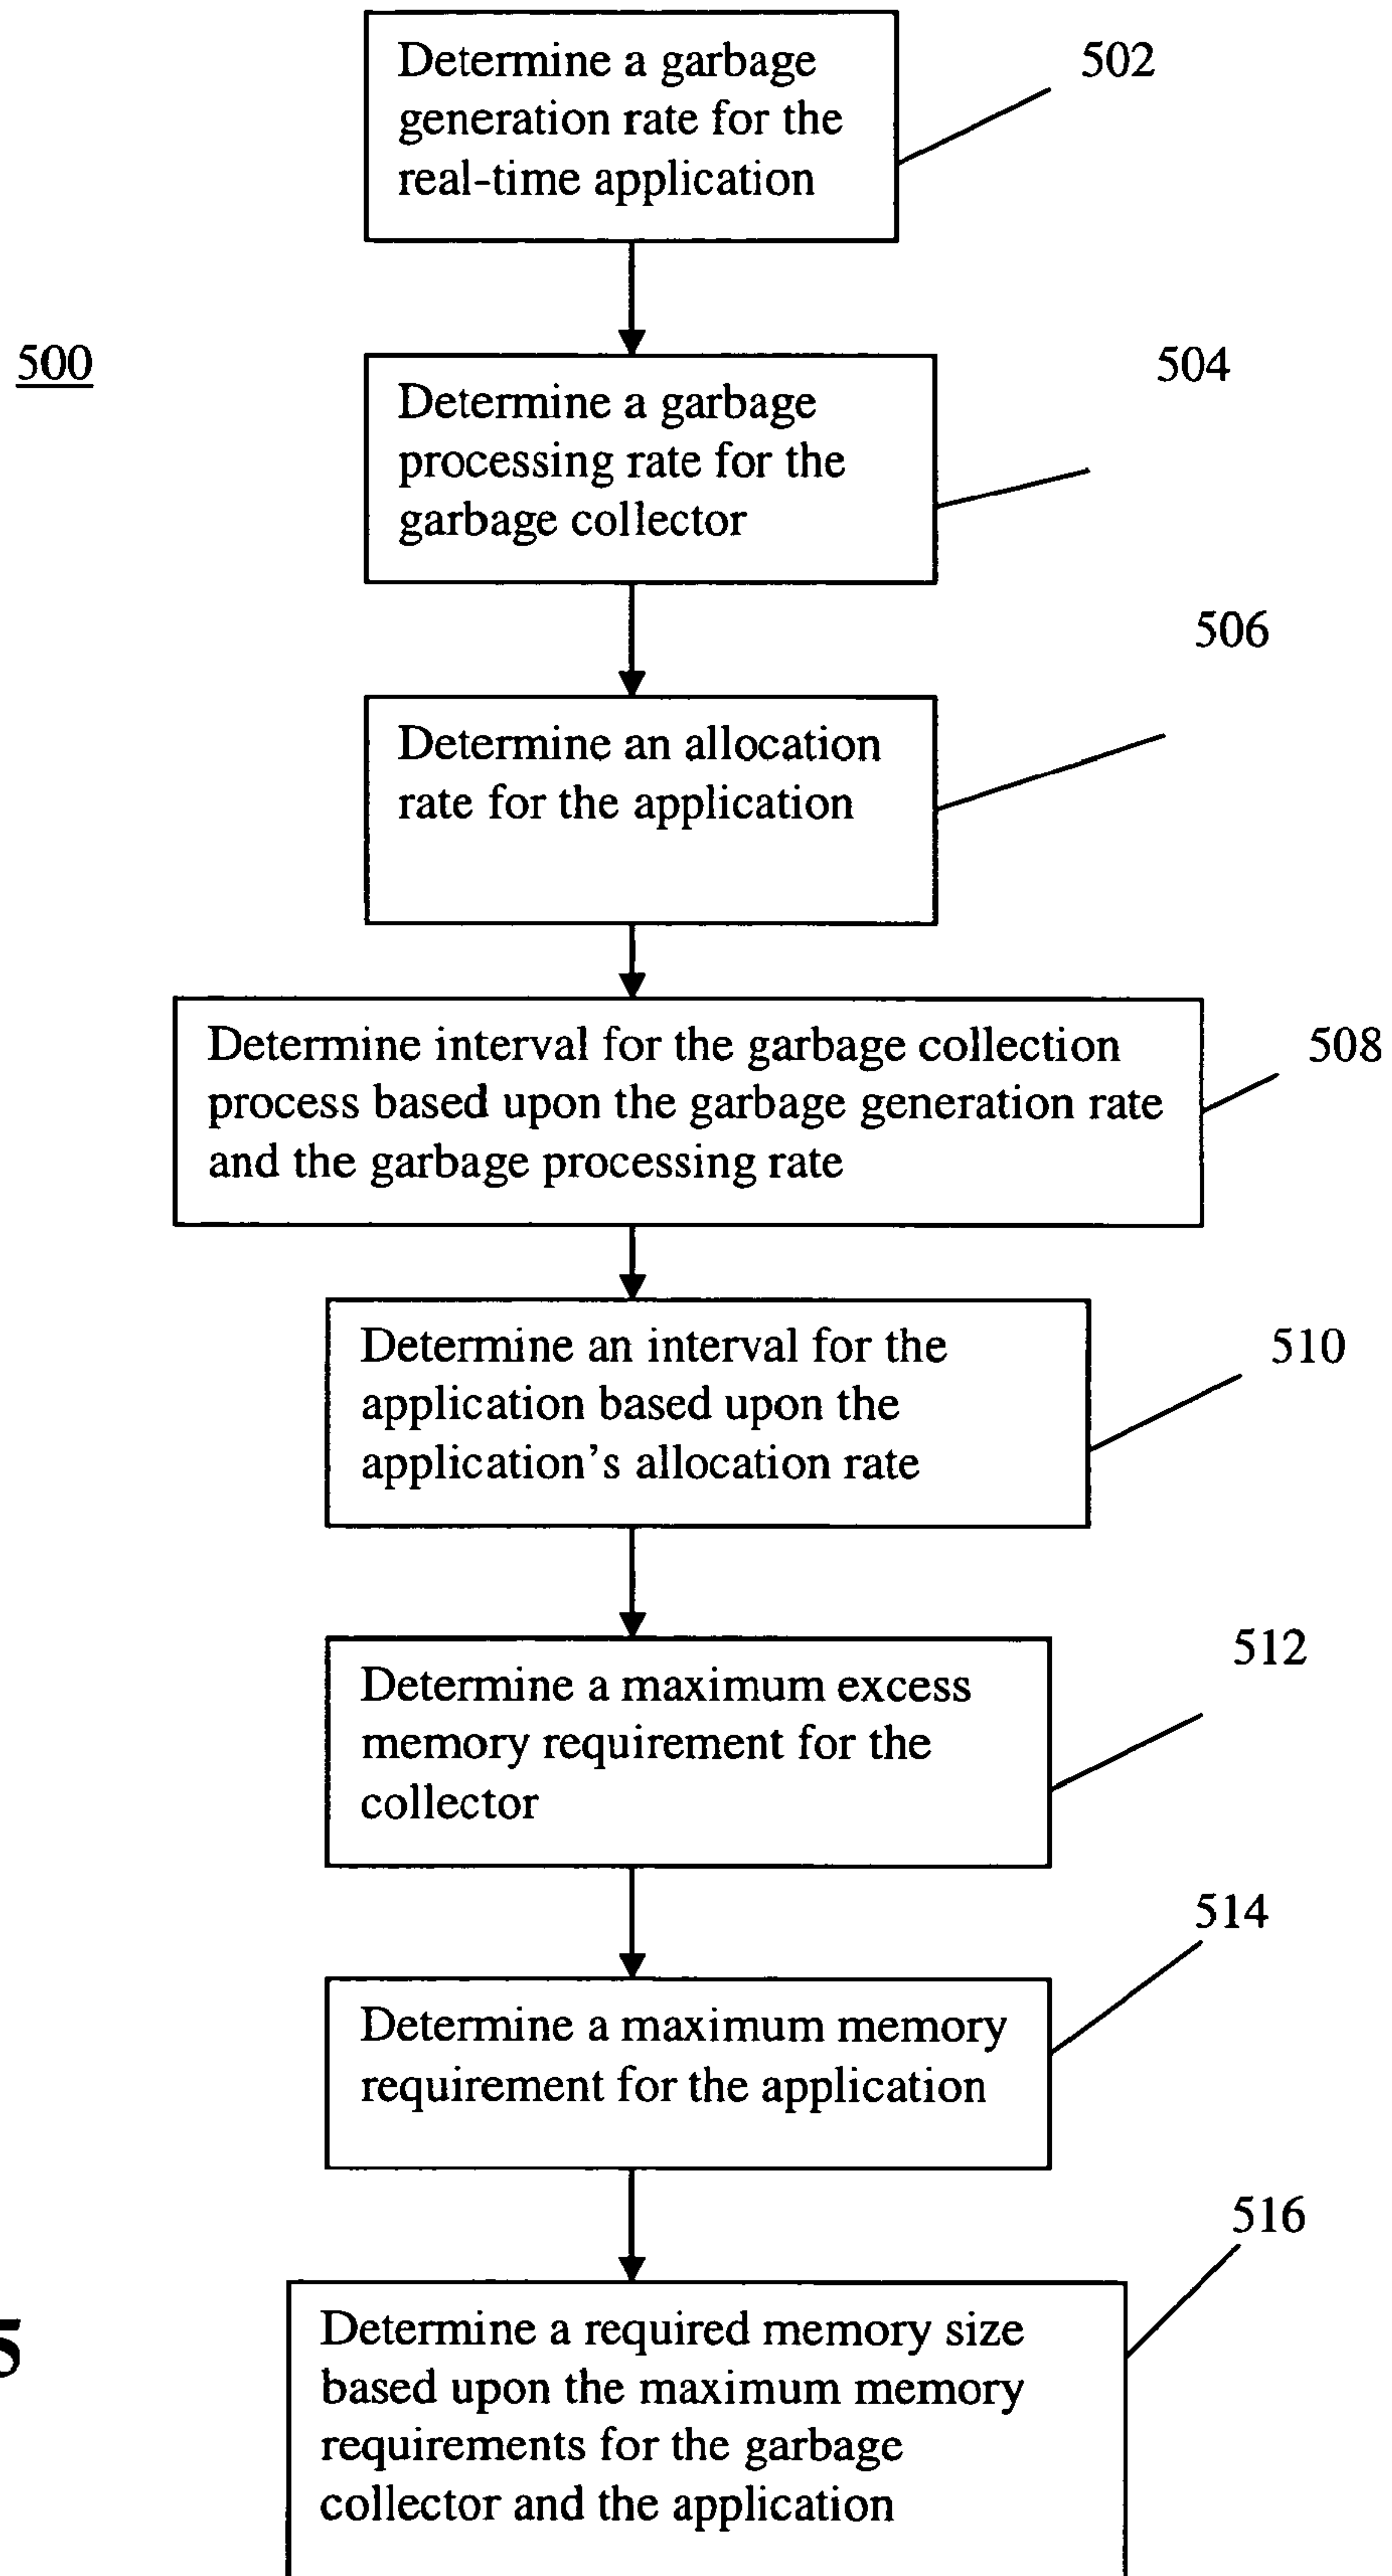 Determine a garbage
generation rate for the
real-time application
502
500
Determine a garbage
processing rate for the
garbage collector
504
506
Determine an allocation
rate for the application
Determine interval for the garbage collection
process based upon the garbage generation rate
and the garbage processing rate
508
Determine an interval for the
application based upon the
application's allocation rate
510
Determine a maximum excess
memory requirement for the
collector
512
514
Determine a maximum memory
requirement for the application
516
5
Determine a required memory size
based upon the maximum memory
requirements for the garbage
collector and the application